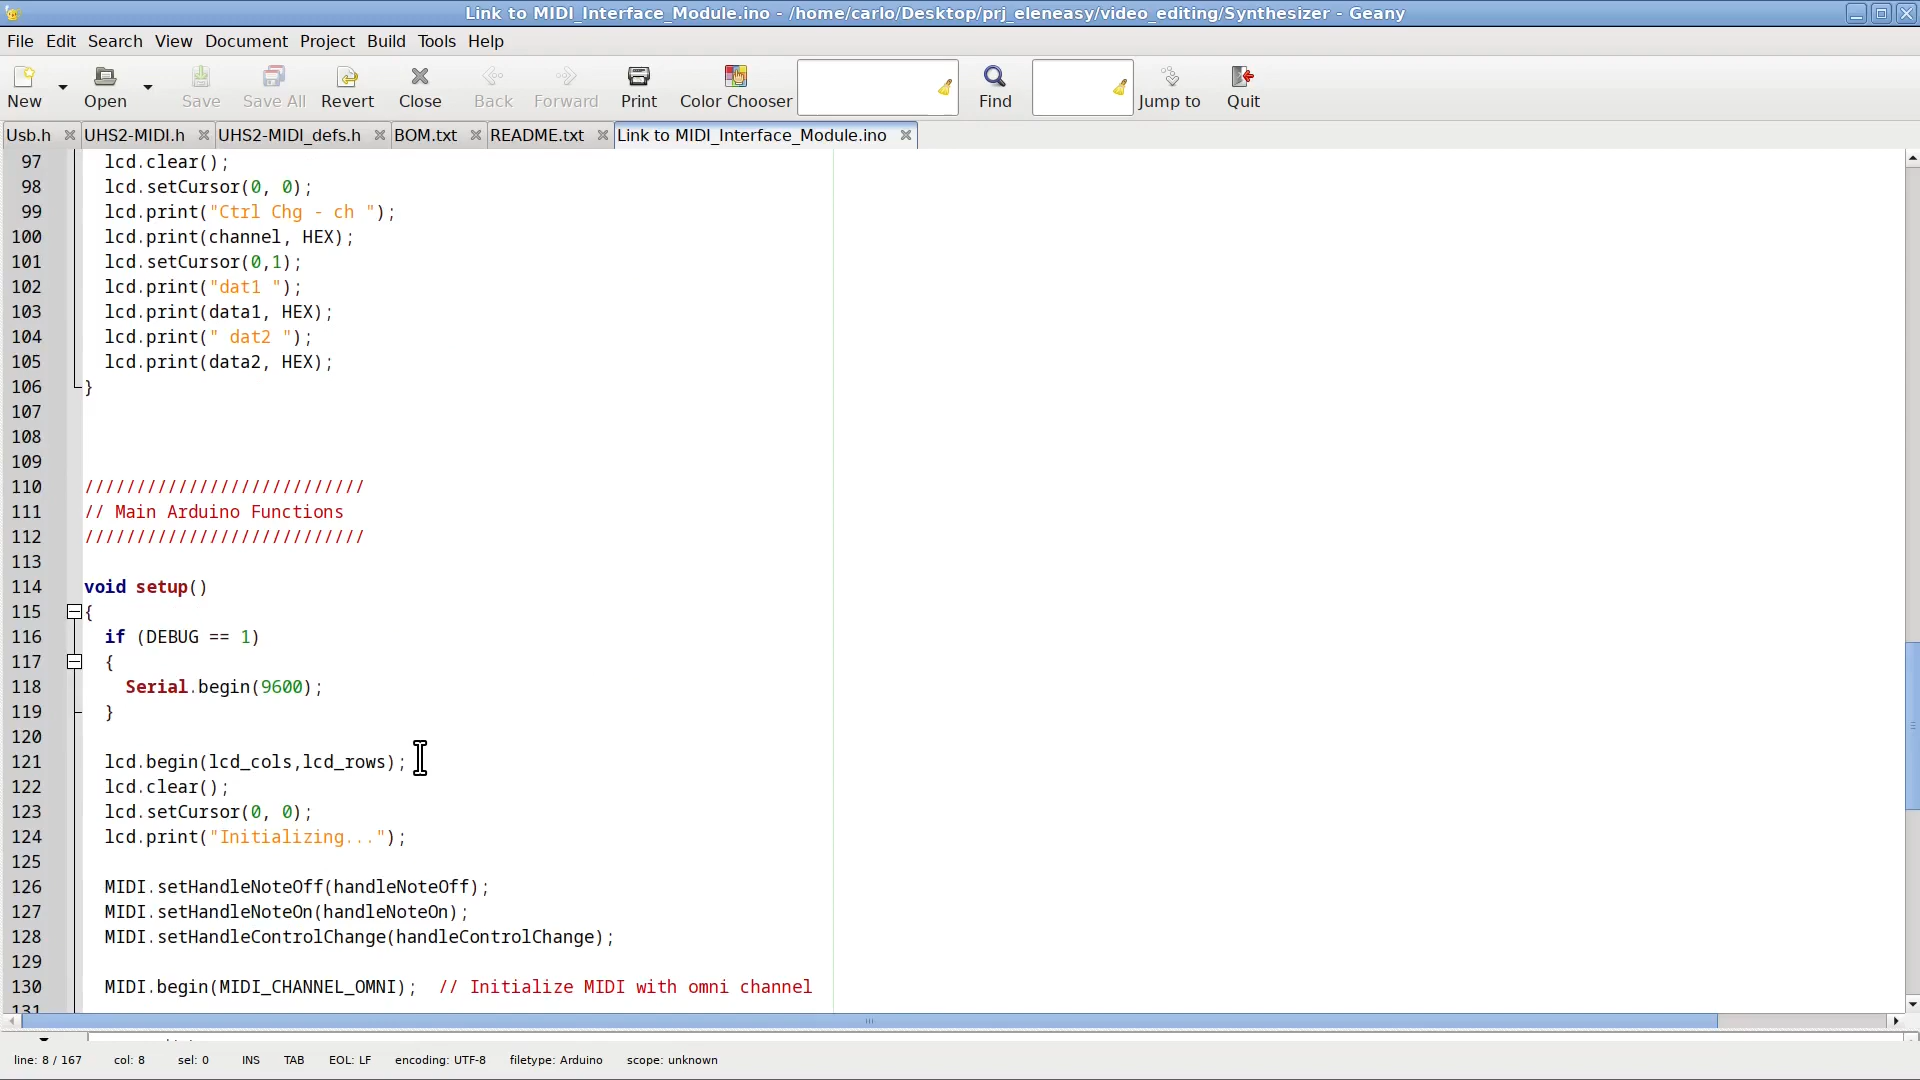 Link to MIDI_Interface_Module.ino - /home/carlo/Desktop/prj_eleneasy/video_editing/Synthesizer - Geany
File Edit Search View Document Project Build Tools Help
New Open Save Save All Revert Close Back Forward Print Color Chooser Find Jump to Quit
Usb.h UHS2-MIDI.h UHS2-MIDI_defs.h BOM.txt README.txt Link to MIDI_Interface_Module.ino
97 lcd.clear();
98 lcd.setCursor(0, 0);
99 lcd.print("Ctrl Chg - ch ");
100 lcd.print(channel, HEX);
101 lcd.setCursor(0,1);
102 lcd.print("dat1 ");
103 lcd.print(data1, HEX);
104 lcd.print(" dat2 ");
105 lcd.print(data2, HEX);
106 }
107
108
109
110 ///////////////////////////
111 // Main Arduino Functions
112 ///////////////////////////
113
114 void setup()
115 {
116 if (DEBUG == 1)
117 {
118 Serial.begin(9600);
119 }
120
121 lcd.begin(lcd_cols,lcd_rows);
122 lcd.clear();
123 lcd.setCursor(0, 0);
124 lcd.print("Initializing...");
125
126 MIDI.setHandleNoteOff(handleNoteOff);
127 MIDI.setHandleNoteOn(handleNoteOn);
128 MIDI.setHandleControlChange(handleControlChange);
129
130 MIDI.begin(MIDI_CHANNEL_OMNI); // Initialize MIDI with omni channel
131
line: 8 / 167 col: 8 sel: 0 INS TAB EOL: LF encoding: UTF-8 filetype: Arduino scope: unknown